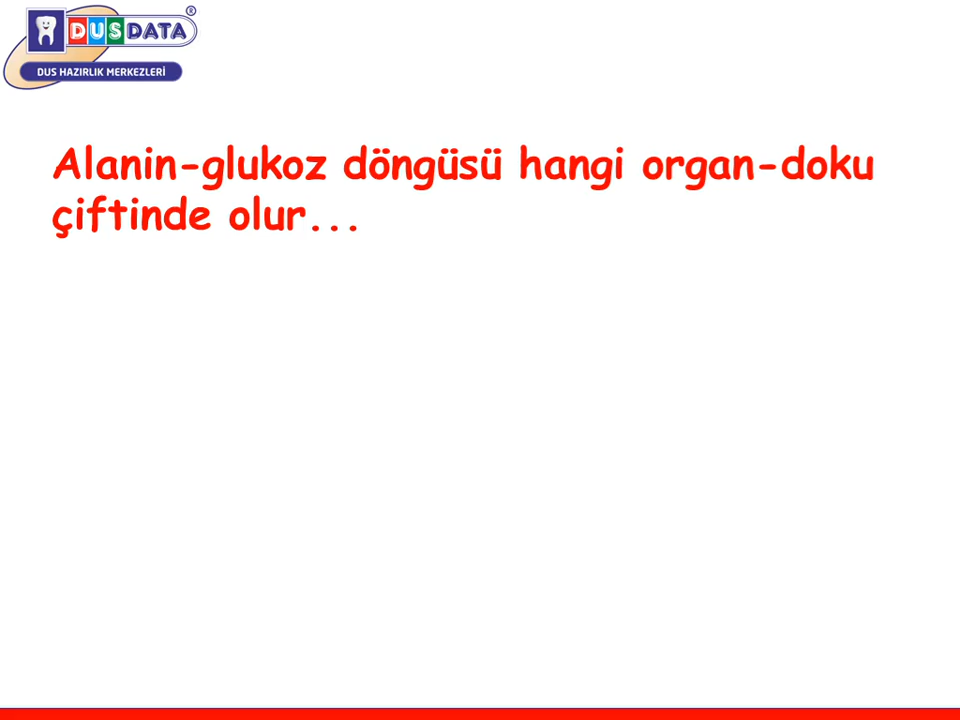 DUSDATA®
DUS HAZIRLIK MERKEZLERİ
Alanin-glukoz döngüsü hangi organ-doku
çiftinde olur...